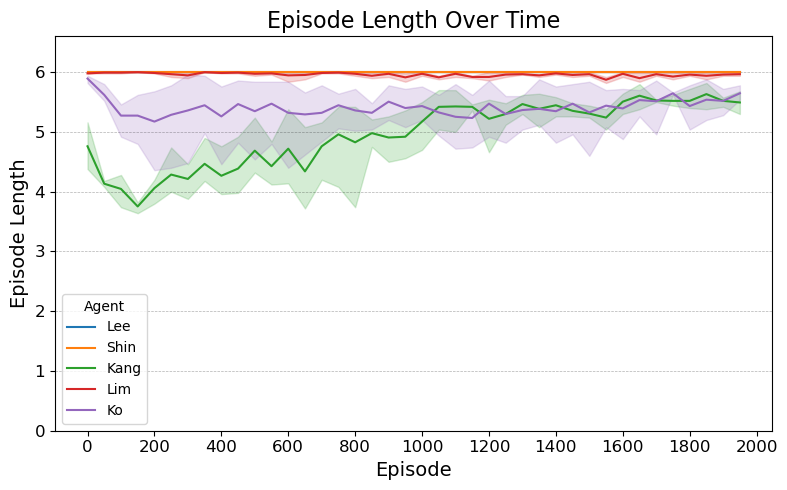 Episode Length Over Time
Episode Length
6
5
4
3
2
1
0
Agent
Lee
Shin
Kang
Lim
Ko
0 200 400 600 800 1000 1200 1400 1600 1800 2000
Episode